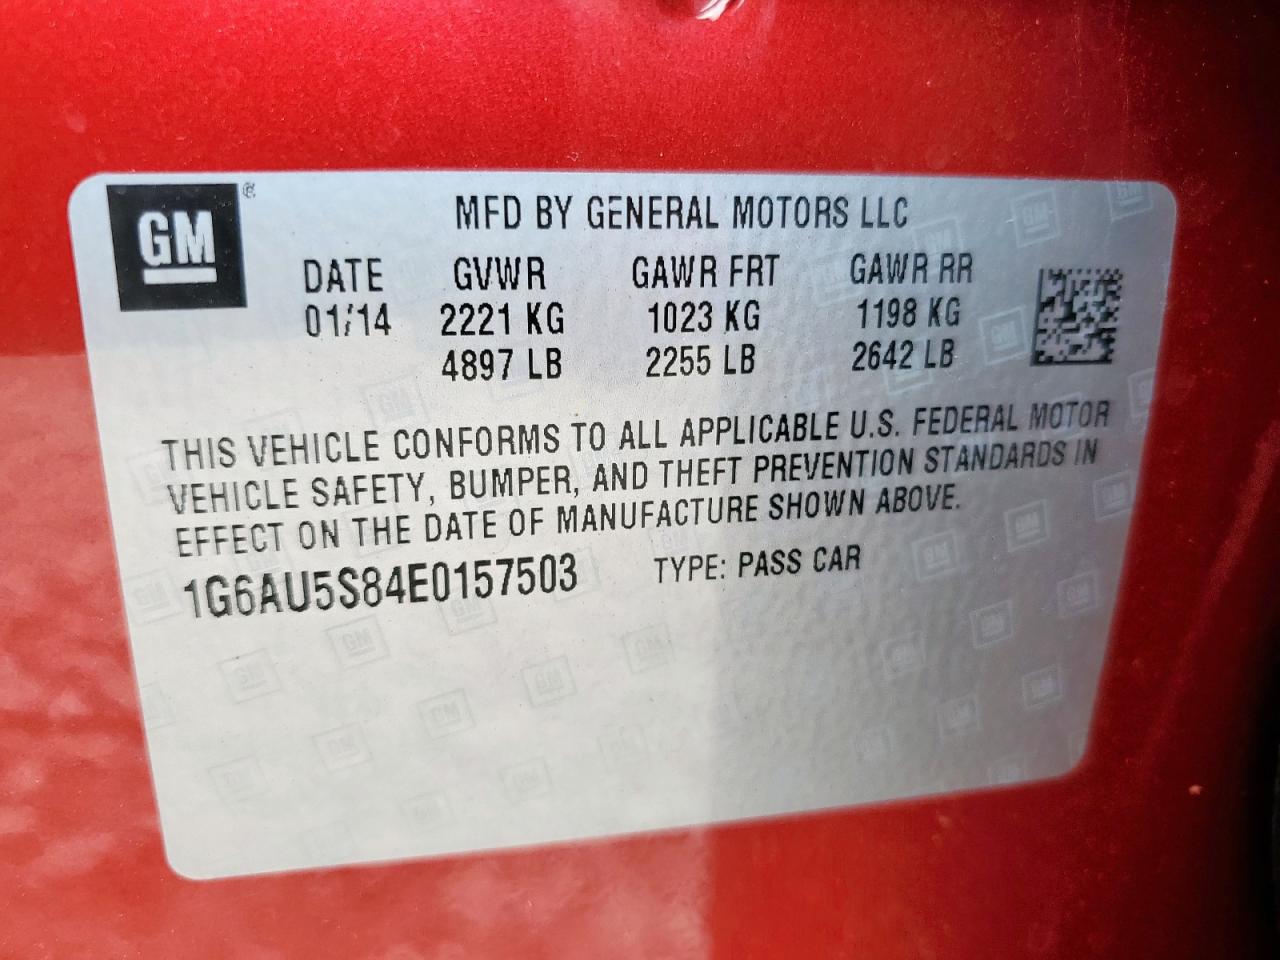 GM
MFD BY GENERAL MOTORS LLC
DATE GVWR GAWR FRT GAWR RR
01/14 2221 KG 1023 KG 1198 KG
4897 LB 2255 LB 2642 LB
THIS VEHICLE CONFORMS TO ALL APPLICABLE U.S. FEDERAL MOTOR
VEHICLE SAFETY, BUMPER, AND THEFT PREVENTION STANDARDS IN
EFFECT ON THE DATE OF MANUFACTURE SHOWN ABOVE.
1G6AU5S84E0157503 TYPE: PASS CAR